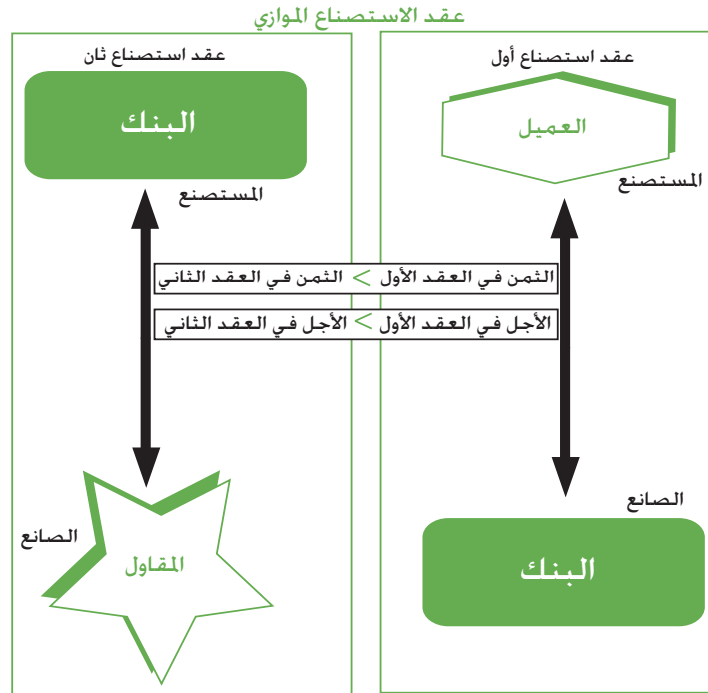 عقد الاستصناع الموازي
عقد استصناع أول
العميل
المستصنع
الصانع
البنك
عقد استصناع ثان
البنك
المستصنع
الصانع
المقاول
الثمن في العقد الأول > الثمن في العقد الثاني
الأجل في العقد الأول > الأجل في العقد الثاني